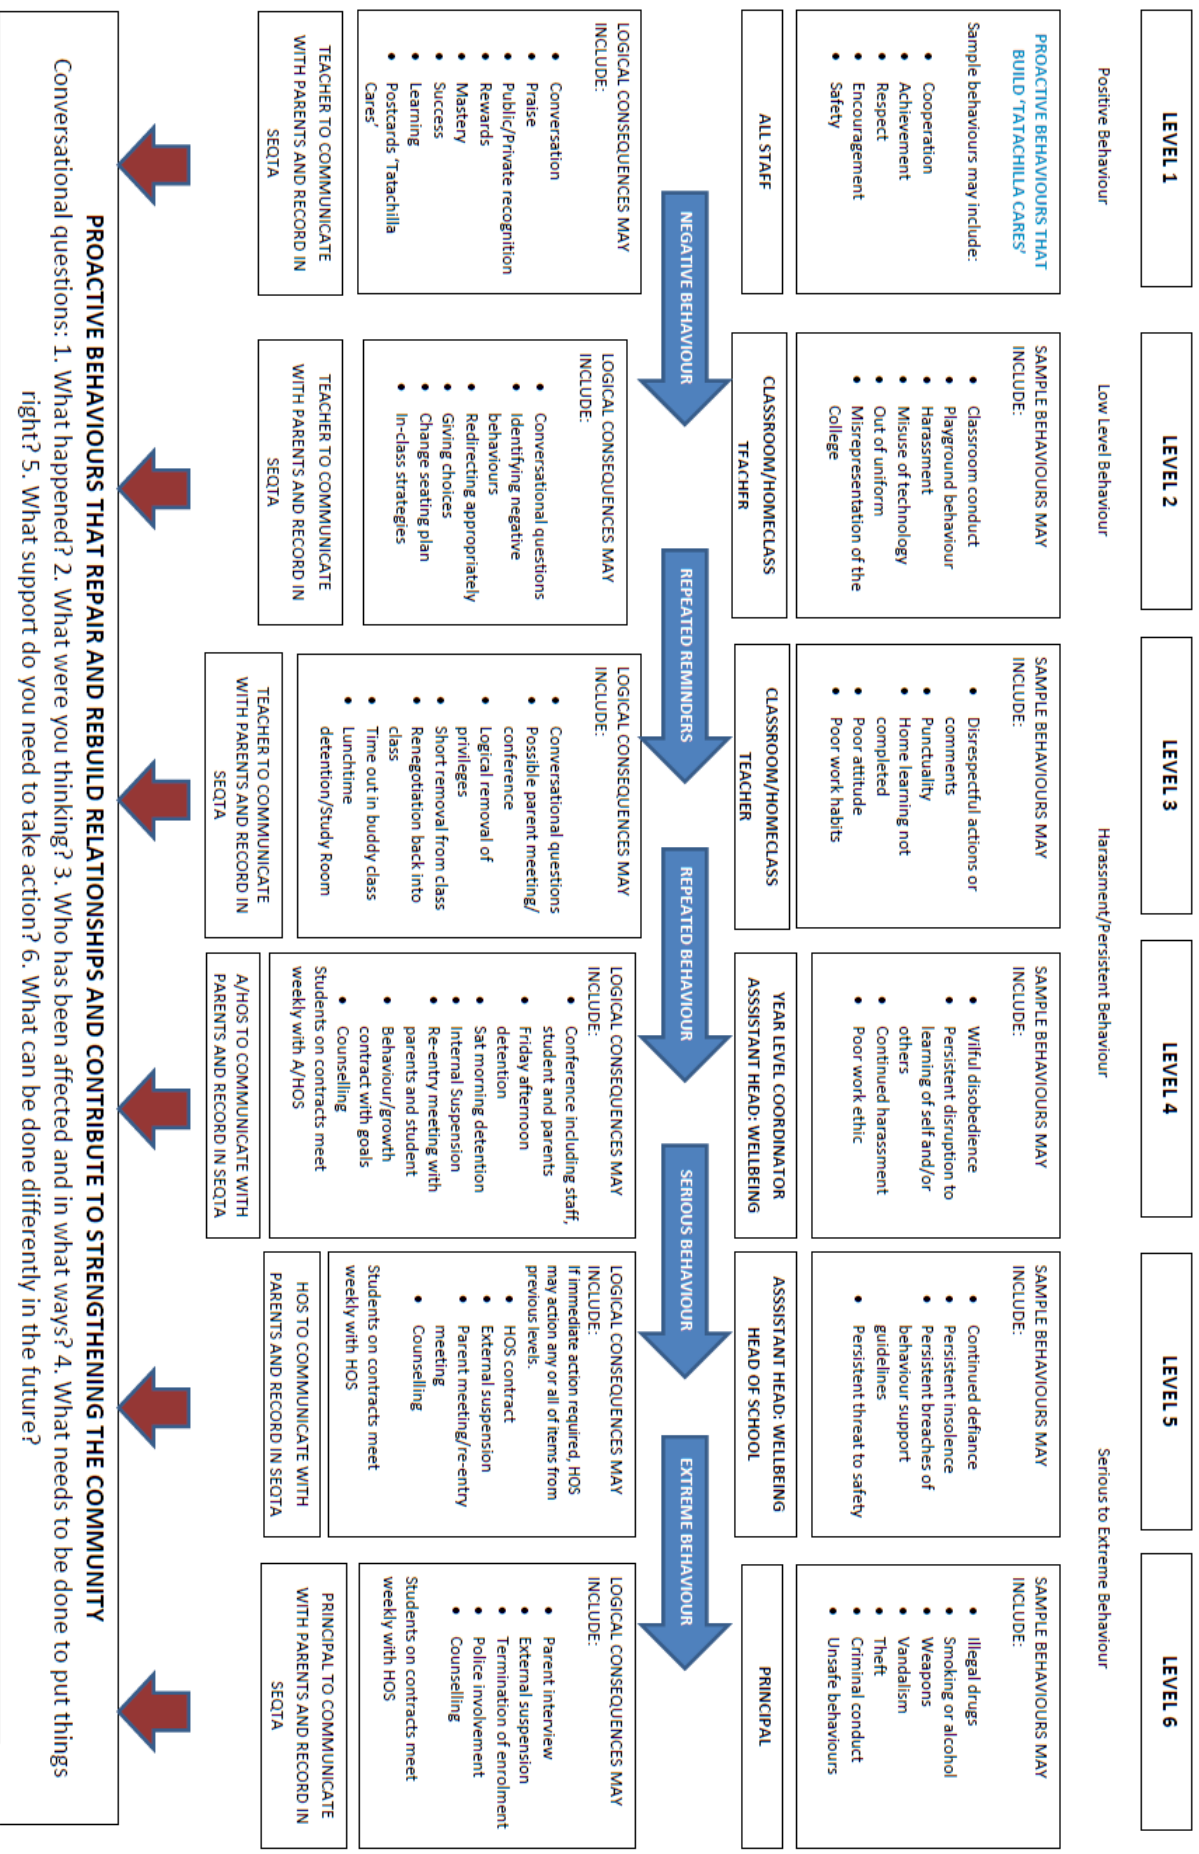 LEVEL 1
Positive Behaviour
PROACTIVE BEHAVIOURS THAT
BUILD ‘TATACHILLA CARES’
Sample behaviours may include:
• Cooperation
• Achievement
• Respect
• Encouragement
• Safety
ALL STAFF
NEGATIVE BEHAVIOUR
LOGICAL CONSEQUENCES MAY
INCLUDE:
• Conversation
• Praise
• Public/Private recognition
• Rewards
• Mastery
• Success
• Learning
• Postcards ‘Tatachilla
Cares’
TEACHER TO COMMUNICATE
WITH PARENTS AND RECORD IN
SEQTA
LEVEL 2
Low Level Behaviour
SAMPLE BEHAVIOURS MAY
INCLUDE:
• Classroom conduct
• Playground behaviour
• Harassment
• Misuse of technology
• Out of uniform
• Misrepresentation of the
College
CLASSROOM/HOMECLASS
TEACHER
REPEATED REMINDERS
LOGICAL CONSEQUENCES MAY
INCLUDE:
• Conversational questions
• Identifying negative
behaviours
• Redirecting appropriately
• Giving choices
• Change seating plan
• In-class strategies
TEACHER TO COMMUNICATE
WITH PARENTS AND RECORD IN
SEQTA
LEVEL 3
Harassment/Persistent Behaviour
SAMPLE BEHAVIOURS MAY
INCLUDE:
• Disrespectful actions or
comments
• Punctuality
• Home learning not
completed
• Poor attitude
• Poor work habits
CLASSROOM/HOMECLASS
TEACHER
REPEATED BEHAVIOUR
LOGICAL CONSEQUENCES MAY
INCLUDE:
• Conversational questions
• Possible parent meeting/
conference
• Logical removal of
privileges
• Short removal from class
• Renegotiation back into
class
• Time out in buddy class
• Lunchtime
detention/Study Room
TEACHER TO COMMUNICATE
WITH PARENTS AND RECORD IN
SEQTA
LEVEL 4
SAMPLE BEHAVIOURS MAY
INCLUDE:
• Wilful disobedience
• Persistent disruption to
learning of self and/or
others
• Continued harassment
• Poor work ethic
YEAR LEVEL COORDINATOR
ASSISTANT HEAD: WELLBEING
SERIOUS BEHAVIOUR
LOGICAL CONSEQUENCES MAY
INCLUDE:
• Conference including staff,
student and parents
• Friday afternoon
detention
• Sat morning detention
• Internal Suspension
• Re-entry meeting with
parents and student
• Behaviour/growth
contract with goals
• Counselling
Students on contracts meet
weekly with A/HOS
A/HOS TO COMMUNICATE WITH
PARENTS AND RECORD IN SEQTA
LEVEL 5
Serious to Extreme Behaviour
SAMPLE BEHAVIOURS MAY
INCLUDE:
• Continued defiance
• Persistent insolence
• Persistent breaches of
behaviour support
guidelines
• Persistent threat to safety
ASSSISTANT HEAD: WELLBEING
HEAD OF SCHOOL
EXTREME BEHAVIOUR
LOGICAL CONSEQUENCES MAY
INCLUDE:
If immediate action required, HOS
may action any or all of items from
previous levels.
• HOS contract
• External suspension
• Parent meeting/re-entry
meeting
• Counselling
Students on contracts meet
weekly with HOS
HOS TO COMMUNICATE WITH
PARENTS AND RECORD IN SEQTA
LEVEL 6
SAMPLE BEHAVIOURS MAY
INCLUDE:
• Illegal drugs
• Smoking or alcohol
• Weapons
• Vandalism
• Theft
• Criminal conduct
• Unsafe behaviours
PRINCIPAL
LOGICAL CONSEQUENCES MAY
INCLUDE:
• Parent interview
• External suspension
• Termination of enrolment
• Police involvement
• Counselling
Students on contracts meet
weekly with HOS
PRINCIPAL TO COMMUNICATE
WITH PARENTS AND RECORD IN
SEQTA
PROACTIVE BEHAVIOURS THAT REPAIR AND REBUILD RELATIONSHIPS AND CONTRIBUTE TO STRENGTHENING THE COMMUNITY
Conversational questions: 1. What happened? 2. What were you thinking? 3. Who has been affected and in what ways? 4. What needs to be done to put things
right? 5. What support do you need to take action? 6. What can be done differently in the future?